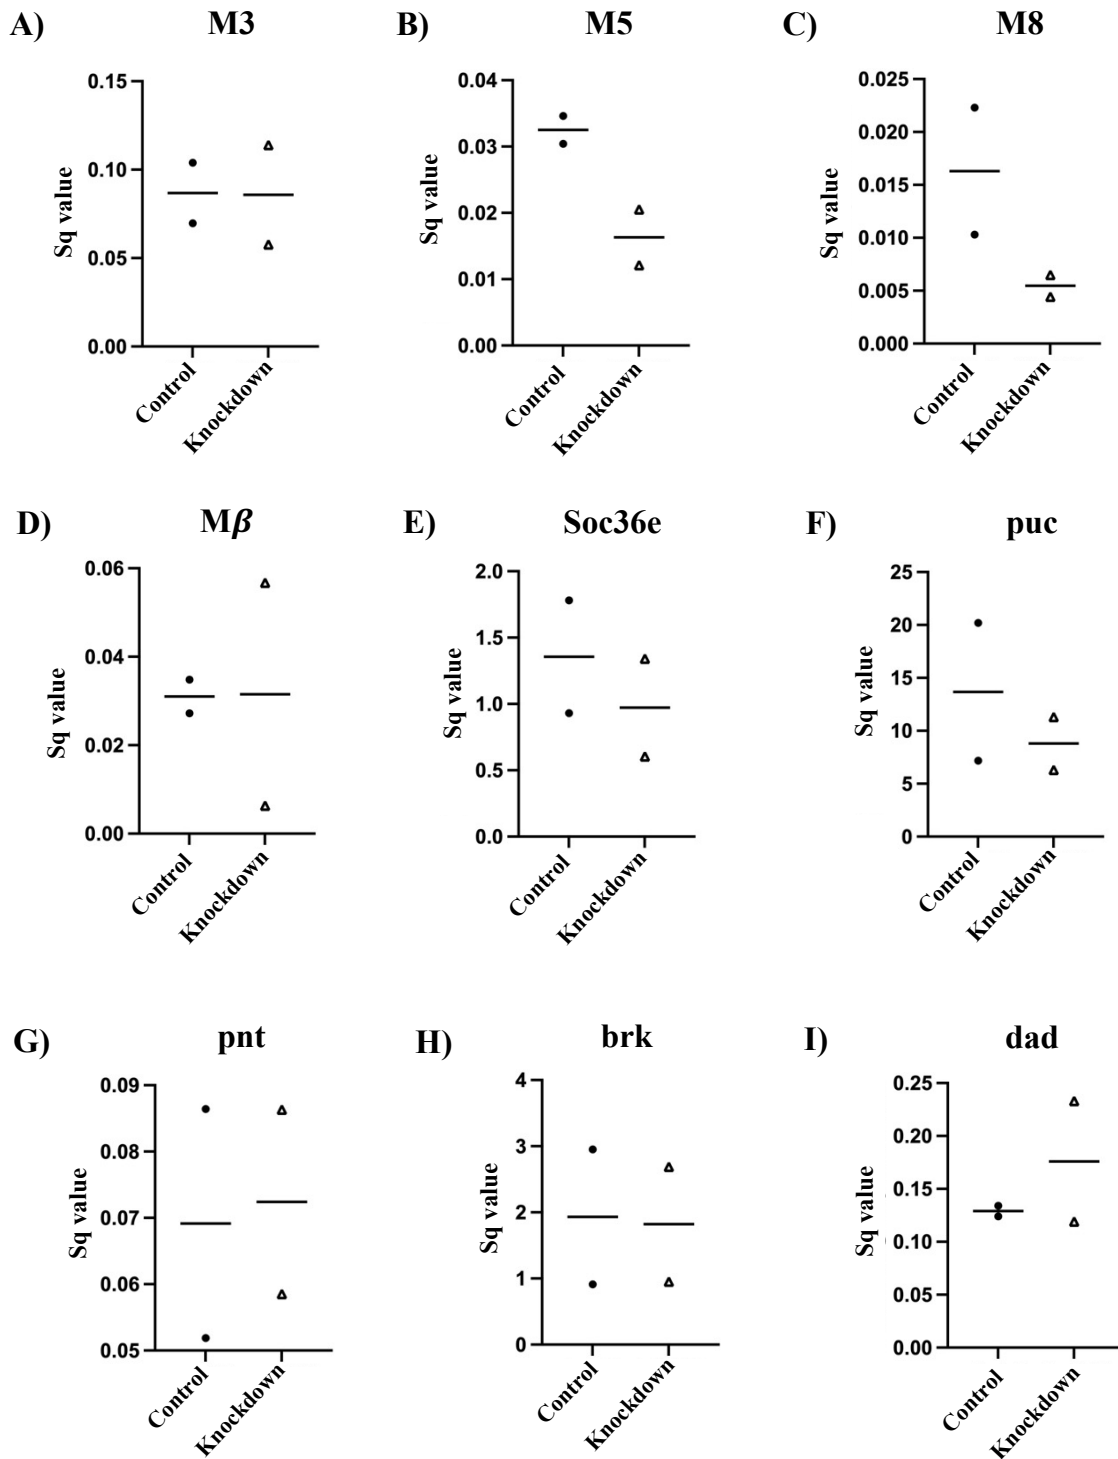 A) M3
0.15
0.10
0.05
0.00
Sq value
Control
Knockdown
B) M5
0.04
0.03
0.02
0.01
0.00
Sq value
Control
Knockdown
C) M8
0.025
0.020
0.015
0.010
0.005
0.000
Sq value
Control
Knockdown
D) Mβ
0.06
0.04
0.02
0.00
Sq value
Control
Knockdown
E) Soc36e
2.0
1.5
1.0
0.5
0.0
Sq value
Control
Knockdown
F) puc
25
20
15
10
5
0
Sq value
Control
Knockdown
G) pnt
0.09
0.08
0.07
0.06
0.05
Sq value
Control
Knockdown
H) brk
4
3
2
1
0
Sq value
Control
Knockdown
I) dad
0.25
0.20
0.15
0.10
0.05
0.00
Sq value
Control
Knockdown